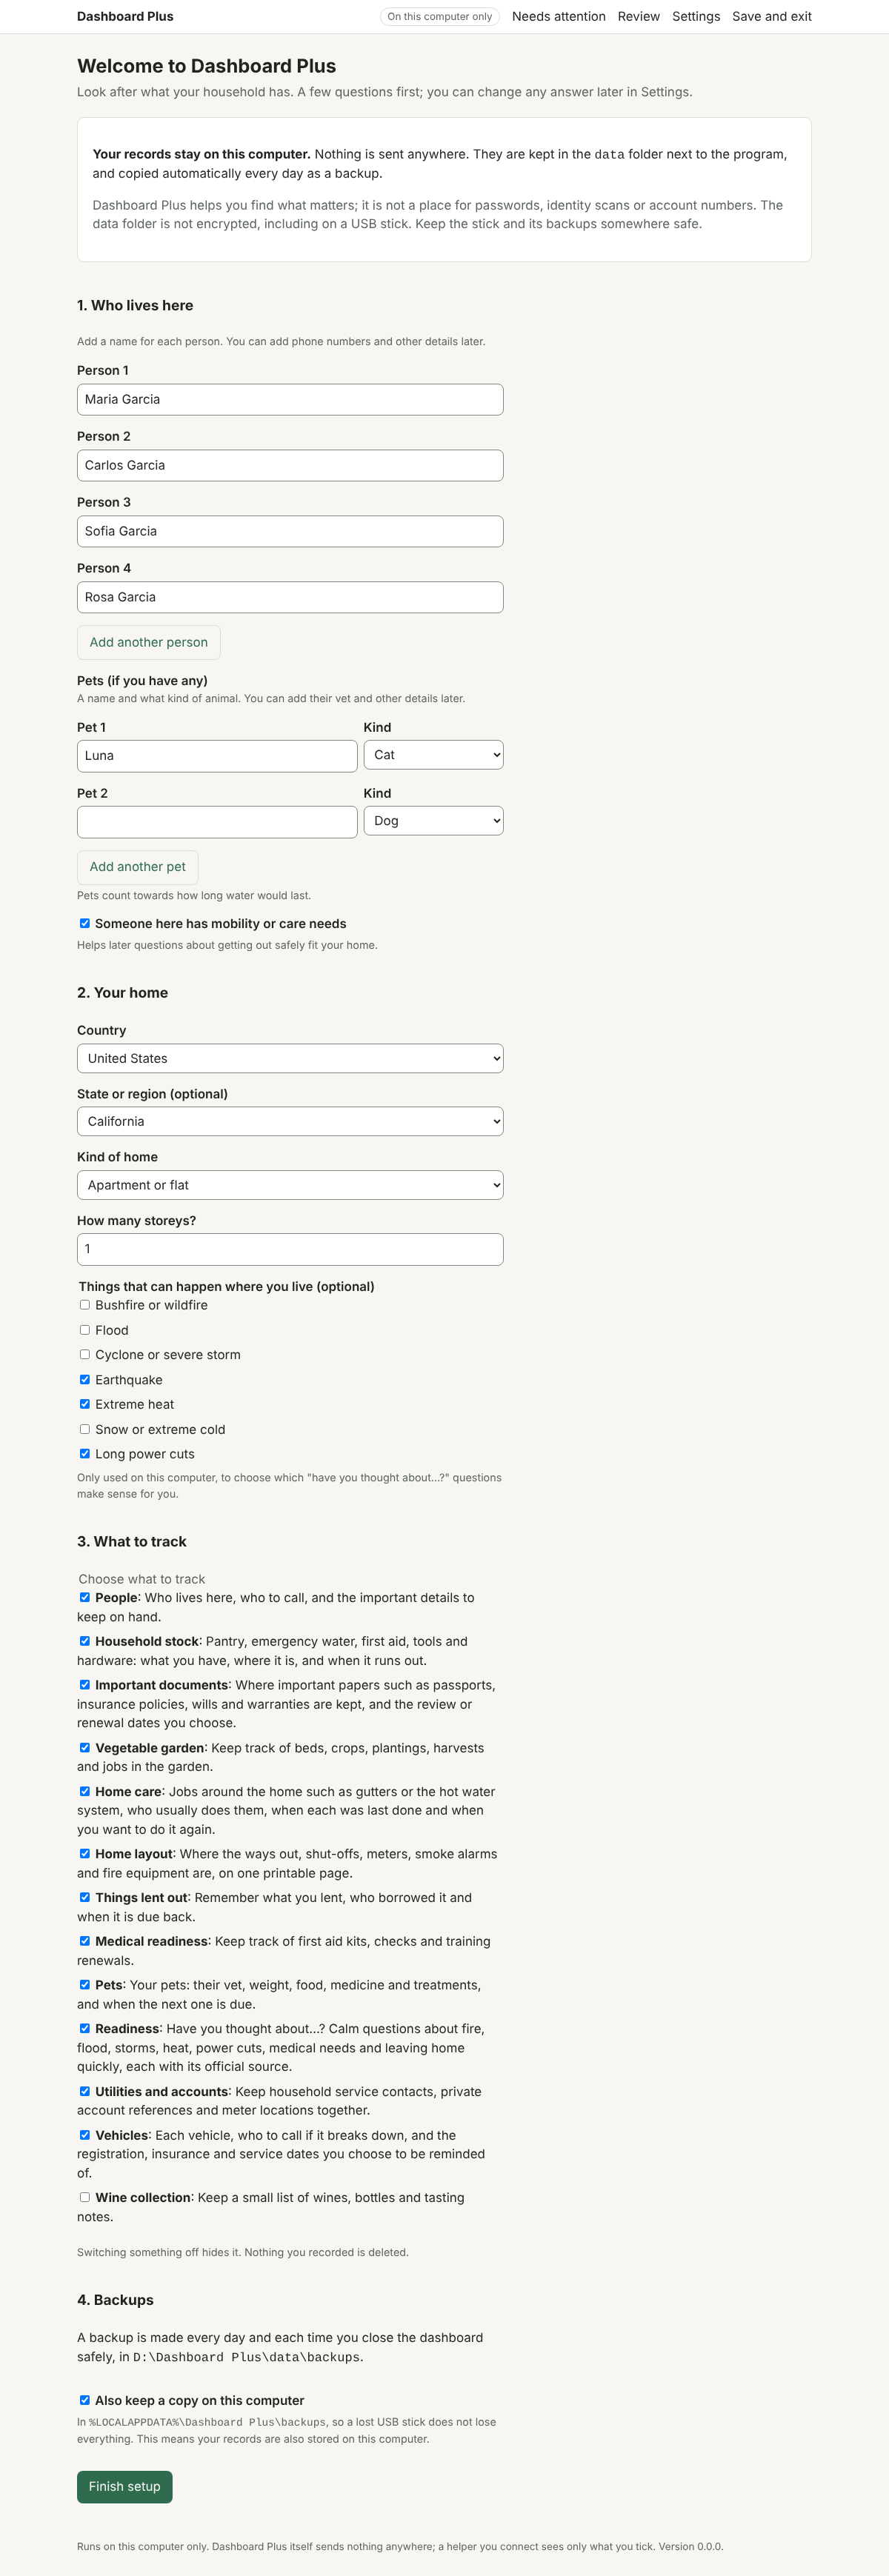 Dashboard Plus
On this computer only
Needs attention
Review
Settings
Save and exit
Welcome to Dashboard Plus
Look after what your household has. A few questions first; you can change any answer later in Settings.
Your records stay on this computer. Nothing is sent anywhere. They are kept in the data folder next to the program,
and copied automatically every day as a backup.
Dashboard Plus helps you find what matters; it is not a place for passwords, identity scans or account numbers. The
data folder is not encrypted, including on a USB stick. Keep the stick and its backups somewhere safe.
1. Who lives here
Add a name for each person. You can add phone numbers and other details later.
Person 1
Maria Garcia
Person 2
Carlos Garcia
Person 3
Sofia Garcia
Person 4
Rosa Garcia
Add another person
Pets (if you have any)
A name and what kind of animal. You can add their vet and other details later.
Pet 1 Kind
Luna Cat
Pet 2 Kind
Dog
Add another pet
Pets count towards how long water would last.
Someone here has mobility or care needs
Helps later questions about getting out safely fit your home.
2. Your home
Country
United States
State or region (optional)
California
Kind of home
Apartment or flat
How many storeys?
1
Things that can happen where you live (optional)
Bushfire or wildfire
Flood
Cyclone or severe storm
Earthquake
Extreme heat
Snow or extreme cold
Long power cuts
Only used on this computer, to choose which "have you thought about...?" questions
make sense for you.
3. What to track
Choose what to track
People: Who lives here, who to call, and the important details to
keep on hand.
Household stock: Pantry, emergency water, first aid, tools and
hardware: what you have, where it is, and when it runs out.
Important documents: Where important papers such as passports,
insurance policies, wills and warranties are kept, and the review or
renewal dates you choose.
Vegetable garden: Keep track of beds, crops, plantings, harvests
and jobs in the garden.
Home care: Jobs around the home such as gutters or the hot water
system, who usually does them, when each was last done and when
you want to do it again.
Home layout: Where the ways out, shut-offs, meters, smoke alarms
and fire equipment are, on one printable page.
Things lent out: Remember what you lent, who borrowed it and
when it is due back.
Medical readiness: Keep track of first aid kits, checks and training
renewals.
Pets: Your pets: their vet, weight, food, medicine and treatments,
and when the next one is due.
Readiness: Have you thought about...? Calm questions about fire,
flood, storms, heat, power cuts, medical needs and leaving home
quickly, each with its official source.
Utilities and accounts: Keep household service contacts, private
account references and meter locations together.
Vehicles: Each vehicle, who to call if it breaks down, and the
registration, insurance and service dates you choose to be reminded
of.
Wine collection: Keep a small list of wines, bottles and tasting
notes.
Switching something off hides it. Nothing you recorded is deleted.
4. Backups
A backup is made every day and each time you close the dashboard
safely, in D:\Dashboard Plus\data\backups.
Also keep a copy on this computer
In %LOCALAPPDATA%\Dashboard Plus\backups, so a lost USB stick does not lose
everything. This means your records are also stored on this computer.
Finish setup
Runs on this computer only. Dashboard Plus itself sends nothing anywhere; a helper you connect sees only what you tick. Version 0.0.0.